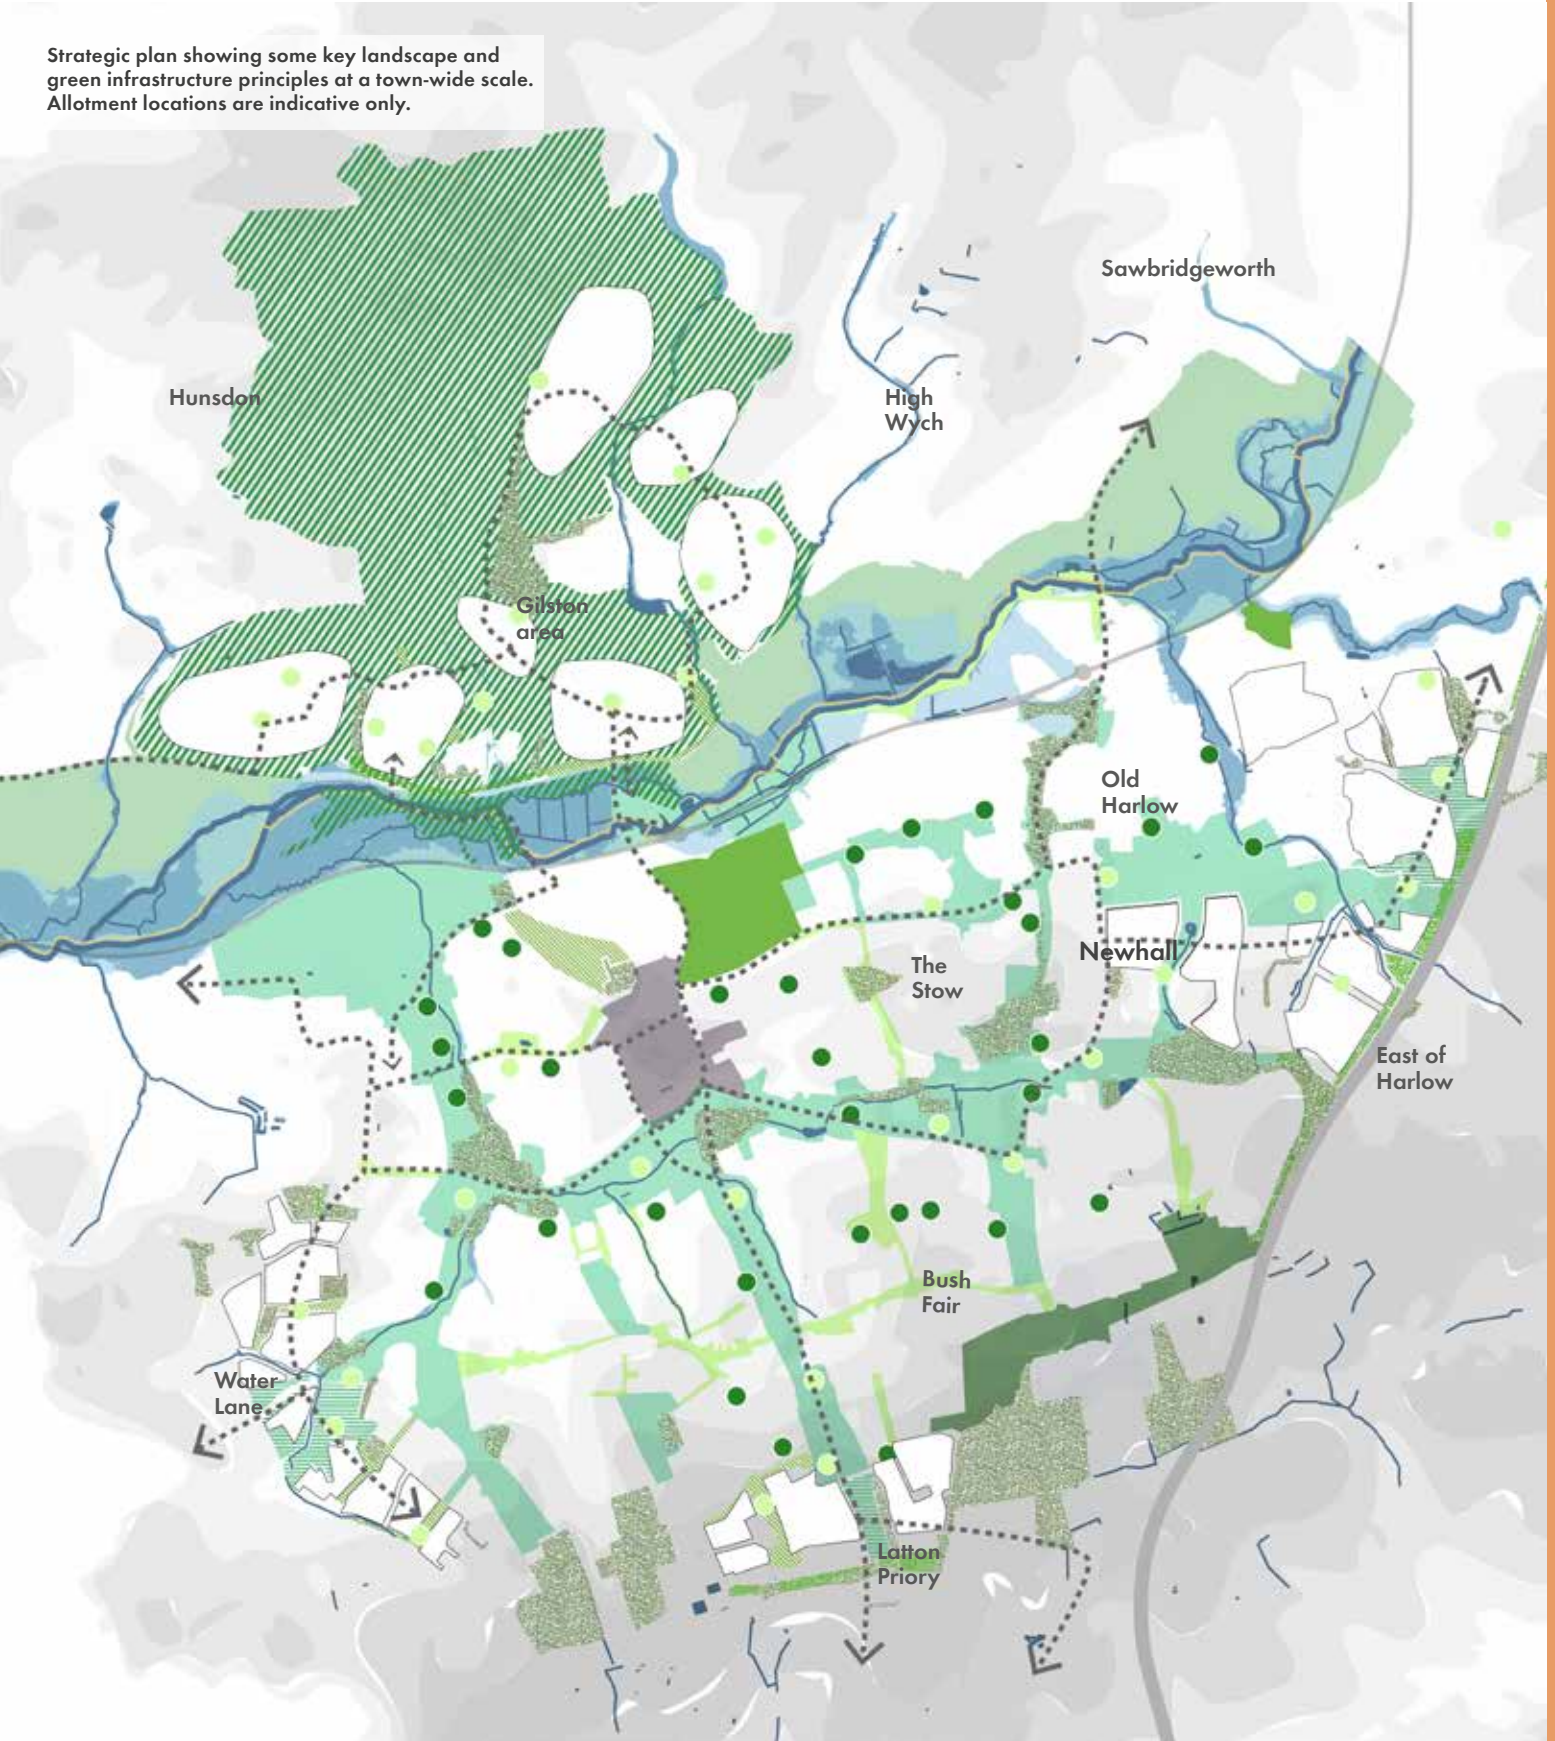 Strategic plan showing some key landscape and
green infrastructure principles at a town-wide scale.
Allotment locations are indicative only.
Sawbridgeworth
Hunsdon
High
Wych
Gilston
area
Old
Harlow
Newhall
The
Stow
East of
Harlow
Bush
Fair
Water
Lane
Latton
Priory